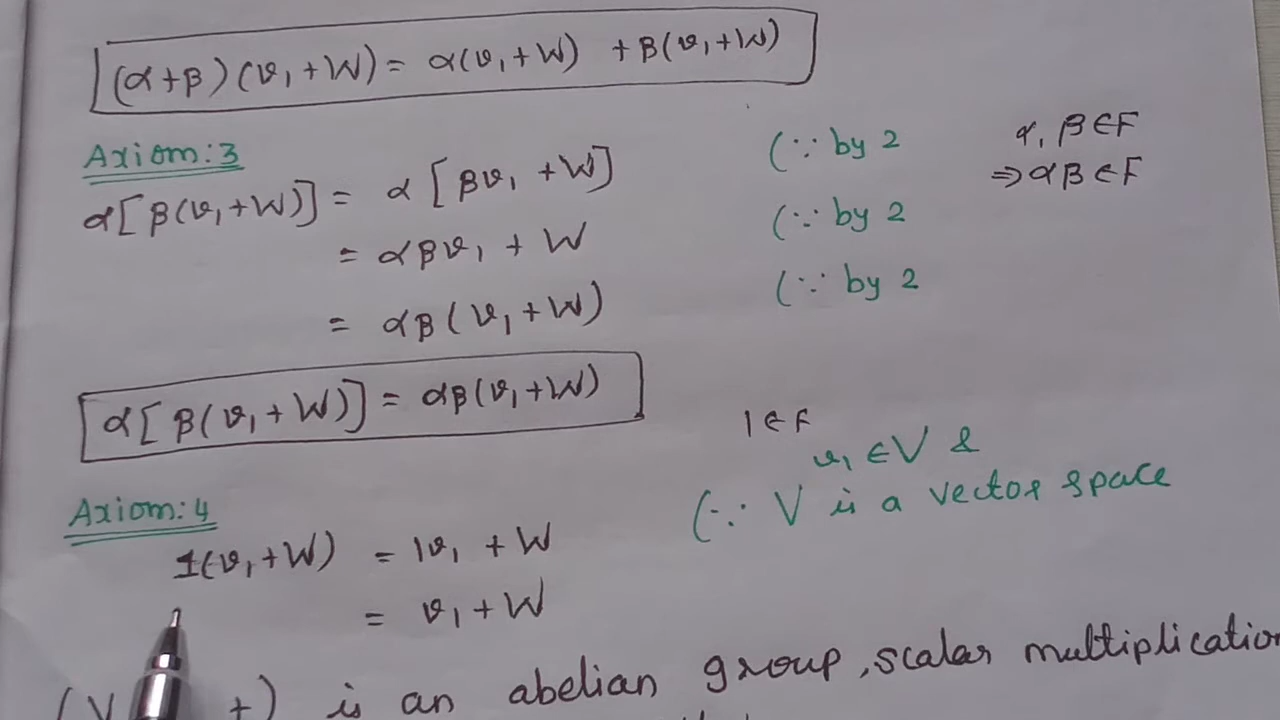 (α+β)(v₁+W) = α(v₁+W) + β(v₁+W)
Axiom:3
α[β(v₁+W)] = α[βv₁ +W] (∵ by 2 α, β∈F
= αβv₁ + W (∵ by 2 ⇒ αβ∈F
= αβ(v₁+W) (∵ by 2
α[β(v₁+W)] = αβ(v₁+W)
1∈F
v₁∈V &
Axiom:4 (∵ V is a vector space
1(v₁+W) = 1v₁ + W
= v₁+W
(V +) is an abelian group, scalar multiplication